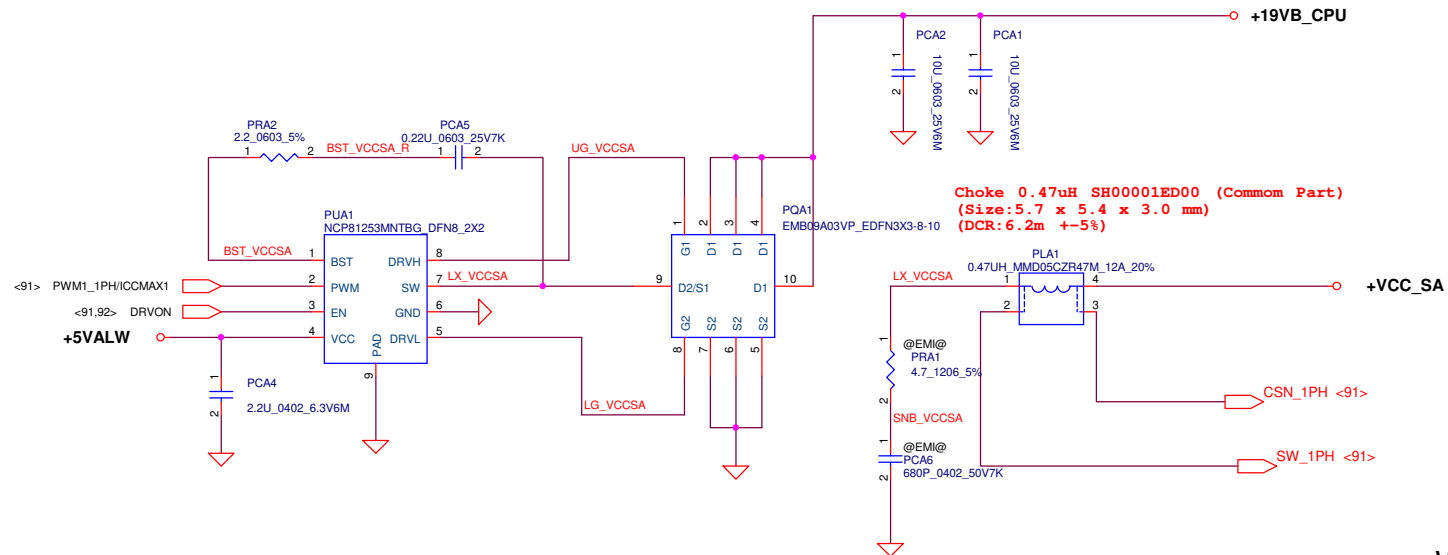 +19VB_CPU
PCA2
PCA1
1
2
10U_0603_25V6M
1
2
10U_0603_25V6M
PRA2
2.2_0603_5%
1
2
BST_VCCSA_R
PCA5
0.22U_0603_25V7K
1
2
UG_VCCSA
Choke 0.47uH SH00001ED00 (Commom Part)
(Size:5.7 x 5.4 x 3.0 mm)
(DCR:6.2m +-5%)
PUA1
NCP81253MNTBG_DFN8_2X2
BST_VCCSA
1 BST DRVH 8
<91> PWM1_1PH/ICCMAX1 2 PWM SW 7 LX_VCCSA
<91,92> DRVON 3 EN GND 6
+5VALW 4 VCC DRVL 5
PAD
9
PCA4
1
2
2.2U_0402_6.3V6M
LG_VCCSA
PQA1
EMB09A03VP_EDFN3X3-8-10
1 2 3 4
G1 D1 D1 D1
9 D2/S1 D1 10
G2 S2 S2 S2
8 7 6 5
PLA1
0.47UH_MMD05CZR47M_12A_20%
LX_VCCSA
1 4
2 3
+VCC_SA
@EMI@
PRA1
4.7_1206_5%
1
2
SNB_VCCSA
@EMI@
PCA6
680P_0402_50V7K
1
2
CSN_1PH <91>
SW_1PH <91>